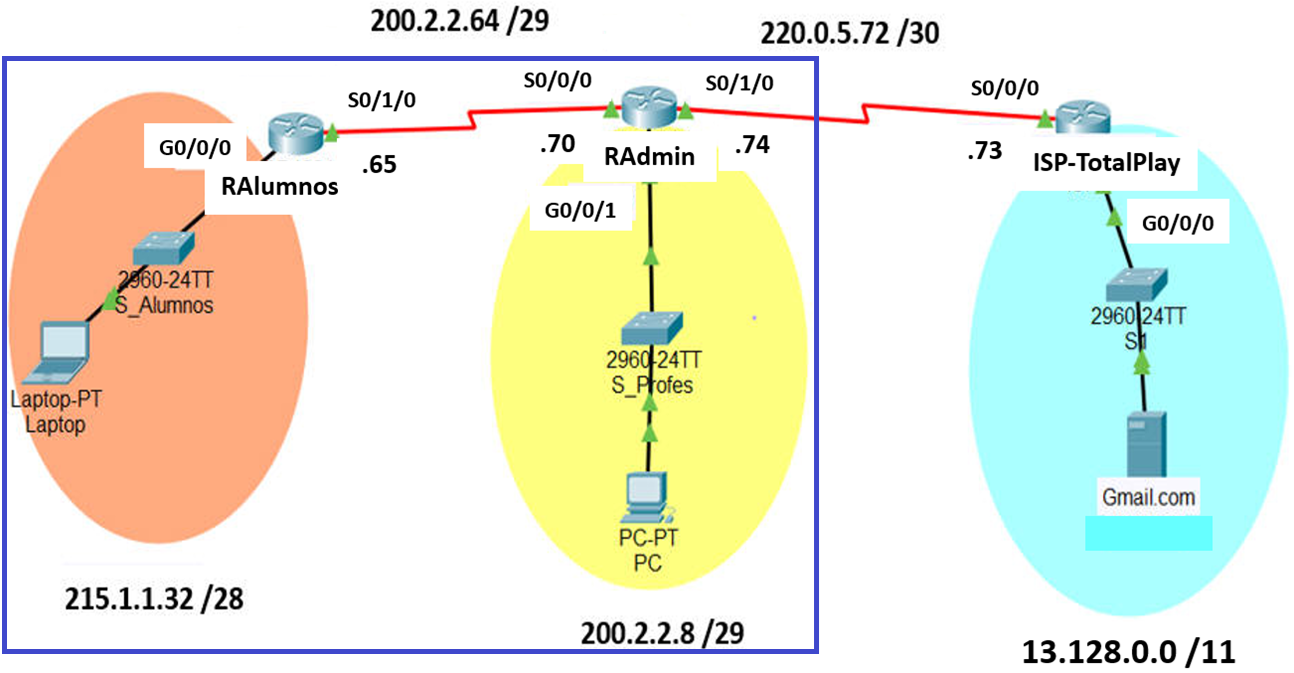 200.2.2.64 /29
220.0.5.72 /30
S0/0/0
S0/1/0
S0/0/0
S0/1/0
G0/0/0
.65
.70
RAdmin
.74
.73
ISP-TotalPlay
RAlumnos
G0/0/1
G0/0/0
2960-24TT
S_Alumnos
2960-24TT
S1
2960-24TT
S_Profes
Laptop-PT
Laptop
Gmail.com
PC-PT
PC
215.1.1.32 /28
200.2.2.8 /29
13.128.0.0 /11